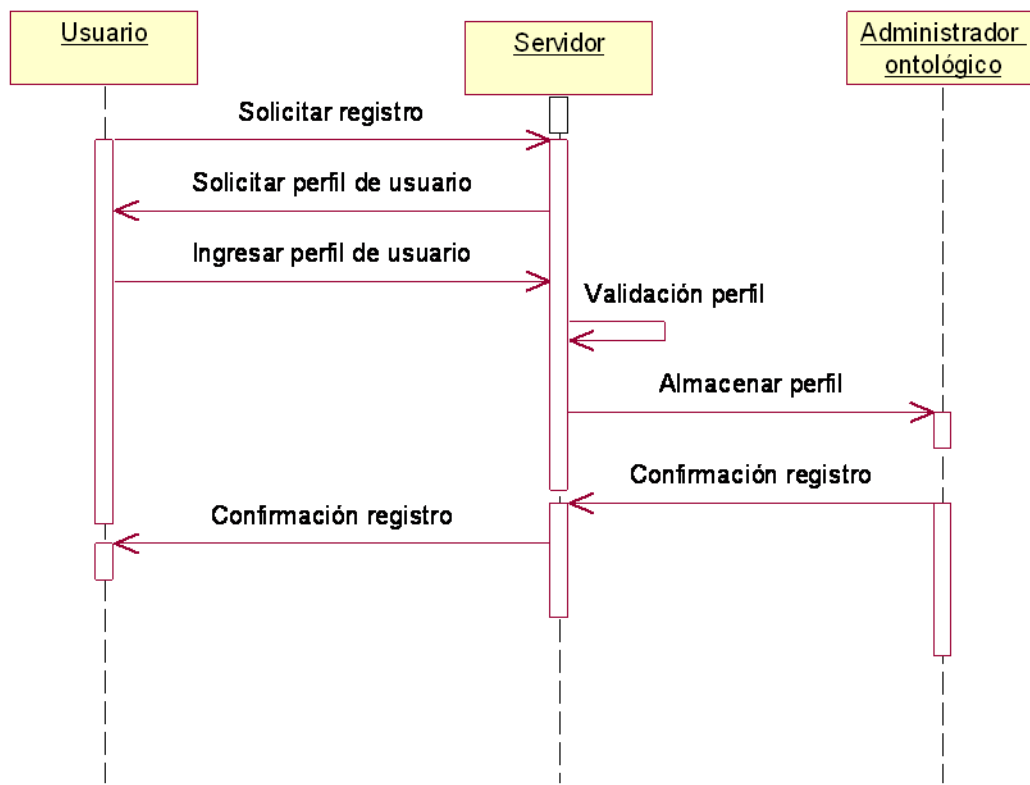 Usuario
Servidor
Administrador
ontológico
Solicitar registro
Solicitar perfil de usuario
Ingresar perfil de usuario
Validación perfil
Almacenar perfil
Confirmación registro
Confirmación registro